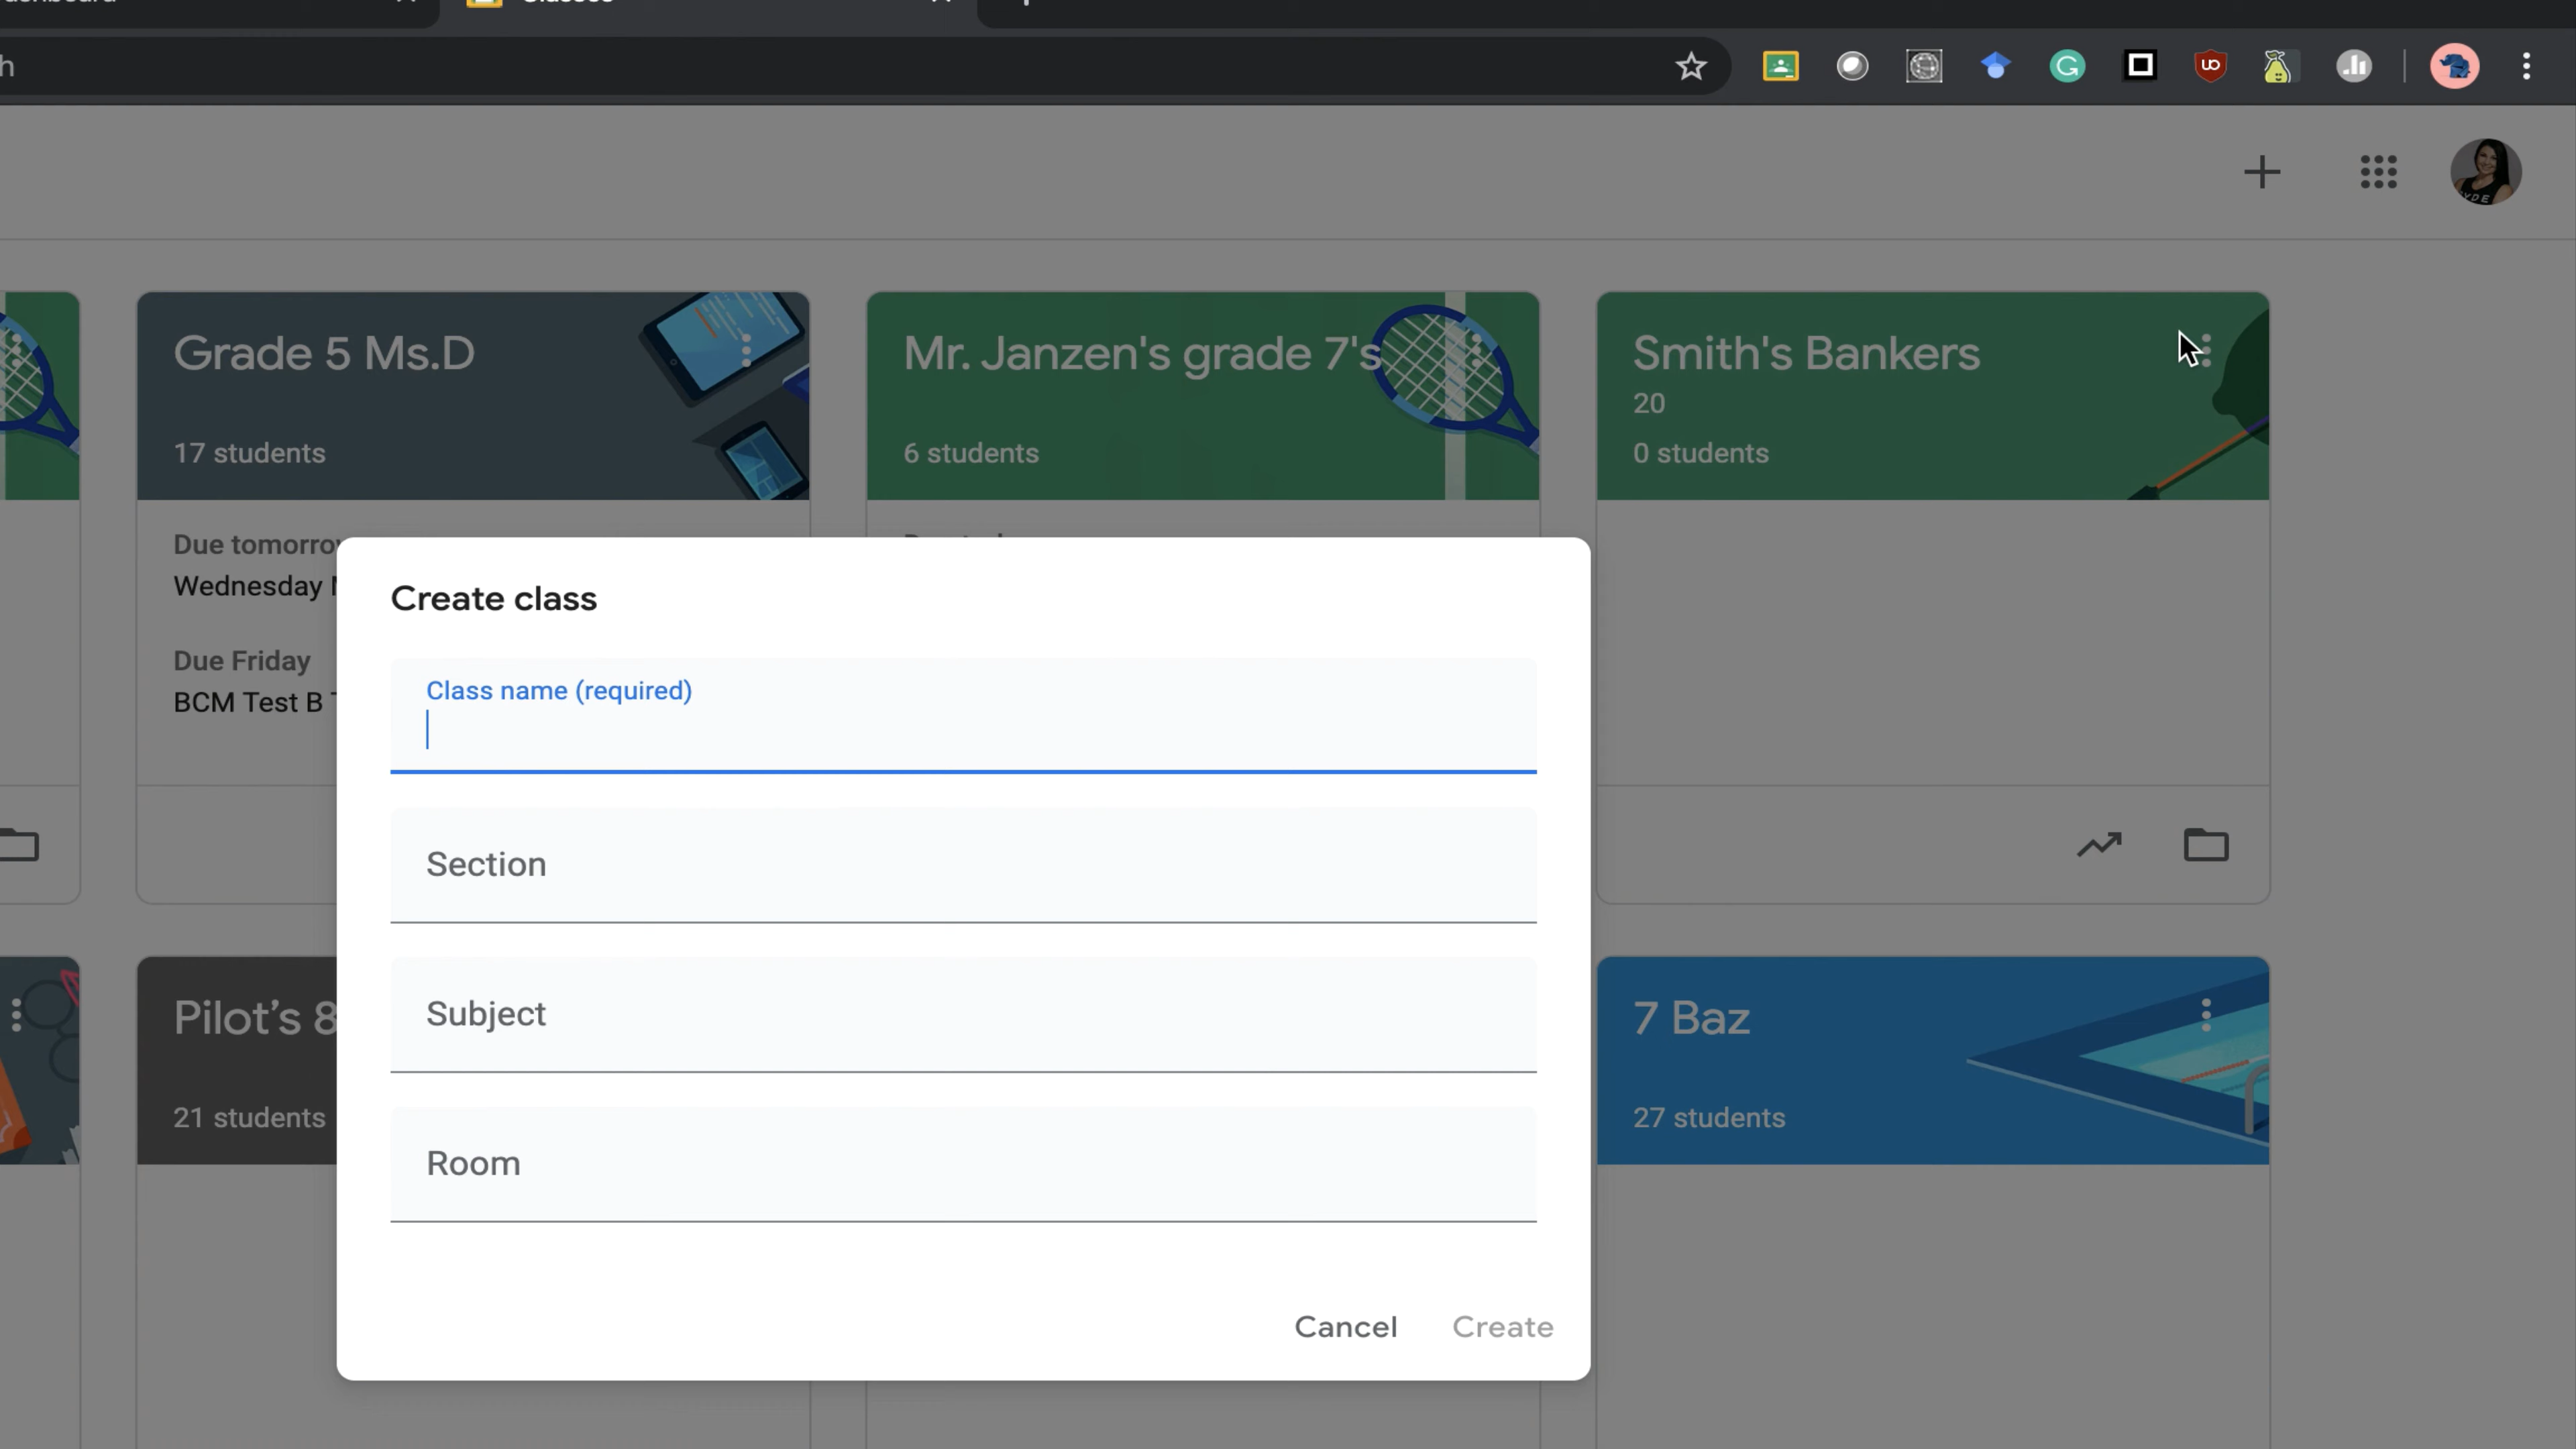 Classes
h
Grade 5 Ms.D
17 students
Mr. Janzen's grade 7's
6 students
Smith's Bankers
20
0 students
Due tomorrow
Wednesday
Due Friday
BCM Test B
Create class
Class name (required)
Section
Subject
Room
Cancel
Create
Pilot’s 8
21 students
7 Baz
27 students